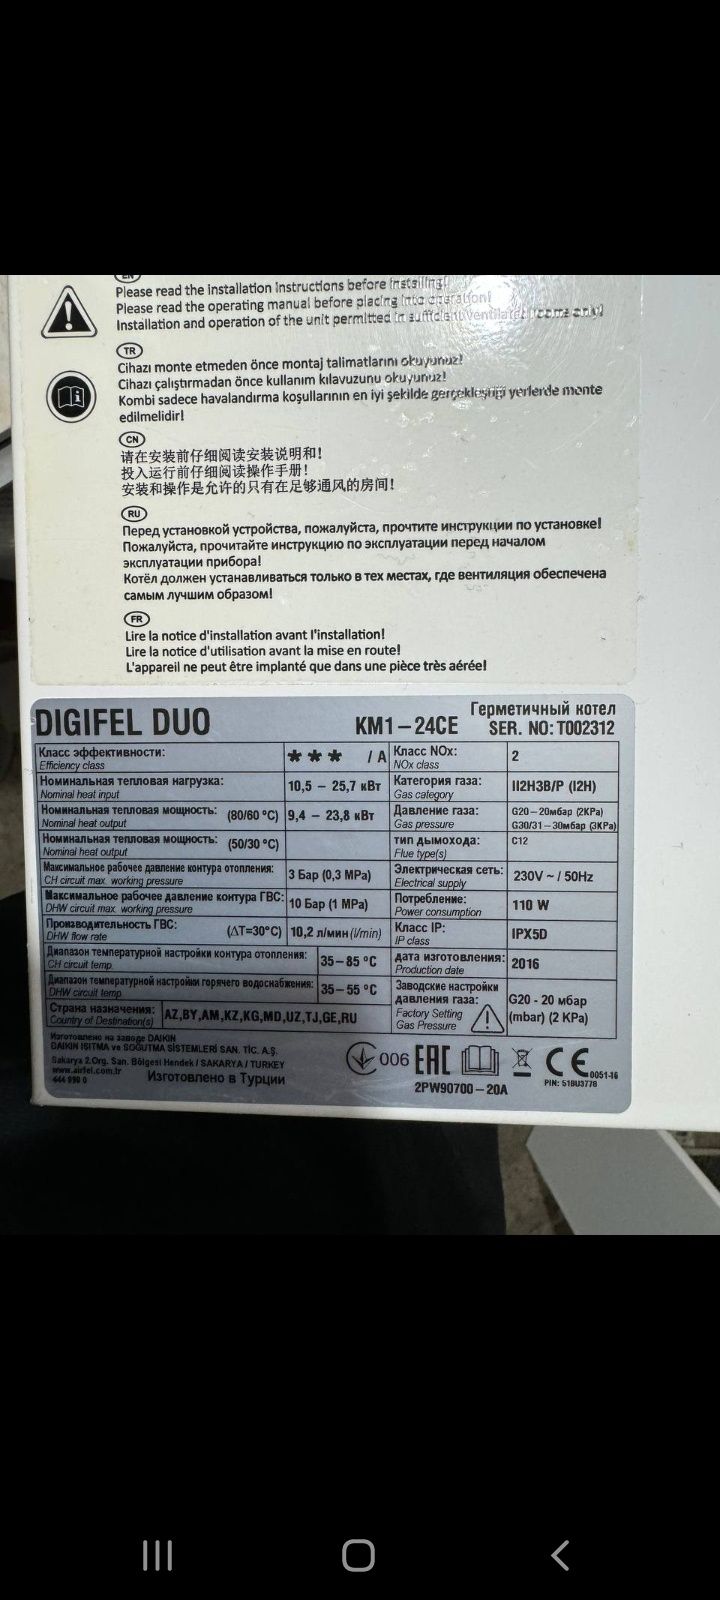 EN
Please read the installation instructions before installing!
Please read the operating manual before placing into operation!
Installation and operation of the unit permitted in sufficient ventilated rooms only!
TR
Cihazı monte etmeden önce montaj talimatlarını okuyunuz!
Cihazı çalıştırmadan önce kullanım kılavuzunu okuyunuz!
Kombi sadece havalandırma koşullarının en iyi şekilde gerçekleştiği yerlerde monte
edilmelidir!
CN
请在安装前仔细阅读安装说明和!
投入运行前仔细阅读操作手册!
安装和操作是允许的只有在足够通风的房间!
RU
Перед установкой устройства, пожалуйста, прочтите инструкции по установке!
Пожалуйста, прочитайте инструкцию по эксплуатации перед началом
эксплуатации прибора!
Котёл должен устанавливаться только в тех местах, где вентиляция обеспечена
самым лучшим образом!
FR
Lire la notice d'installation avant l'installation!
Lire la notice d'utilisation avant la mise en route!
L'appareil ne peut être implanté que dans une pièce très aérée!
DIGIFEL DUO KM1-24CE Герметичный котел
SER. NO: T002312
Класс эффективности:
Efficiency class
*** / A
Класс NOx:
NOx class
2
Номинальная тепловая нагрузка:
Nominal heat input
10,5 - 25,7 кВт
Категория газа:
Gas category
II2H3B/P (I2H)
Номинальная тепловая мощность: (80/60 °C)
Nominal heat output
9,4 - 23,8 кВт
Давление газа:
Gas pressure
G20-20мбар (2KPa)
G30/31-30мбар (3KPa)
Номинальная тепловая мощность: (50/30 °C)
Nominal heat output
тип дымохода:
Flue type(s)
C12
Максимальное рабочее давление контура отопления:
CH circuit max. working pressure
3 Бар (0,3 MPa)
Электрическая сеть:
Electrical supply
230V ~ / 50Hz
Максимальное рабочее давление контура ГВС:
DHW circuit max. working pressure
10 Бар (1 MPa)
Потребление:
Power consumption
110 W
Производительность ГВС: (ΔT=30°C)
DHW flow rate
10,2 л/мин (l/min)
Класс IP:
IP class
IPX5D
Диапазон температурной настройки контура отопления:
CH circuit temp.
35-85 °C
дата изготовления:
Production date
2016
Диапазон температурной настройки горячего водоснабжения:
DHW circuit temp
35-55 °C
Заводские настройки
давления газа:
Factory Setting
Gas Pressure
G20 - 20 мбар
(mbar) (2 KPa)
Страна назначения:
Country of Destination(s)
AZ,BY,AM,KZ,KG,MD,UZ,TJ,GE,RU
Изготовлено на заводе DAIKIN
DAIKIN ISITMA ve SOĞUTMA SİSTEMLERİ SAN. TİC. A.Ş.
Sakarya 2.Org. San. Bölgesi Hendek / SAKARYA / TURKEY
www.airfel.com.tr
444 999 0
Изготовлено в Турции
006
EAC
2PW90700-20A
CE
0051-16
PIN: 51BU3778